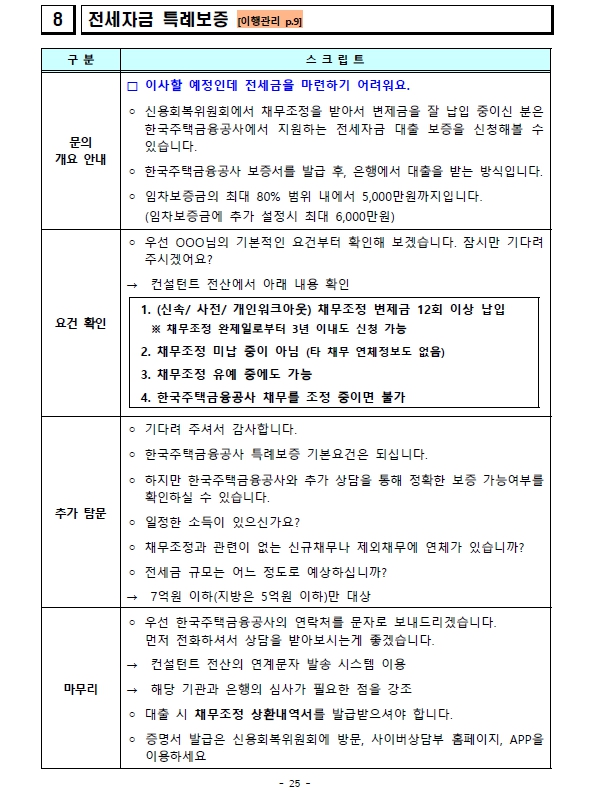 8 전세자금 특례보증 [이행관리 p.9]
구 분 스 크 립 트
문의
개요 안내
□ 이사할 예정인데 전세금을 마련하기 어려워요.
○ 신용회복위원회에서 채무조정을 받아서 변제금을 잘 납입 중이신 분은
한국주택금융공사에서 지원하는 전세자금 대출 보증을 신청해볼 수
있습니다.
○ 한국주택금융공사 보증서를 발급 후, 은행에서 대출을 받는 방식입니다.
○ 임차보증금의 최대 80% 범위 내에서 5,000만원까지입니다.
(임차보증금에 추가 설정시 최대 6,000만원)
요건 확인
○ 우선 OOO님의 기본적인 요건부터 확인해 보겠습니다. 잠시만 기다려
주시겠어요?
→ 컨설턴트 전산에서 아래 내용 확인
1. (신속/ 사전/ 개인워크아웃) 채무조정 변제금 12회 이상 납입
※ 채무조정 완제일로부터 3년 이내도 신청 가능
2. 채무조정 미납 중이 아님 (타 채무 연체정보도 없음)
3. 채무조정 유예 중에도 가능
4. 한국주택금융공사 채무를 조정 중이면 불가
추가 탐문
○ 기다려 주셔서 감사합니다.
○ 한국주택금융공사 특례보증 기본요건은 되십니다.
○ 하지만 한국주택금융공사와 추가 상담을 통해 정확한 보증 가능여부를
확인하실 수 있습니다.
○ 일정한 소득이 있으신가요?
○ 채무조정과 관련이 없는 신규채무나 제외채무에 연체가 있습니까?
○ 전세금 규모는 어느 정도로 예상하십니까?
→ 7억원 이하(지방은 5억원 이하)만 대상
마무리
○ 우선 한국주택금융공사의 연락처를 문자로 보내드리겠습니다.
먼저 전화하셔서 상담을 받아보시는게 좋겠습니다.
→ 컨설턴트 전산의 연계문자 발송 시스템 이용
→ 해당 기관과 은행의 심사가 필요한 점을 강조
○ 대출 시 채무조정 상환내역서를 발급받으셔야 합니다.
○ 증명서 발급은 신용회복위원회에 방문, 사이버상담부 홈페이지, APP을
이용하세요
- 25 -